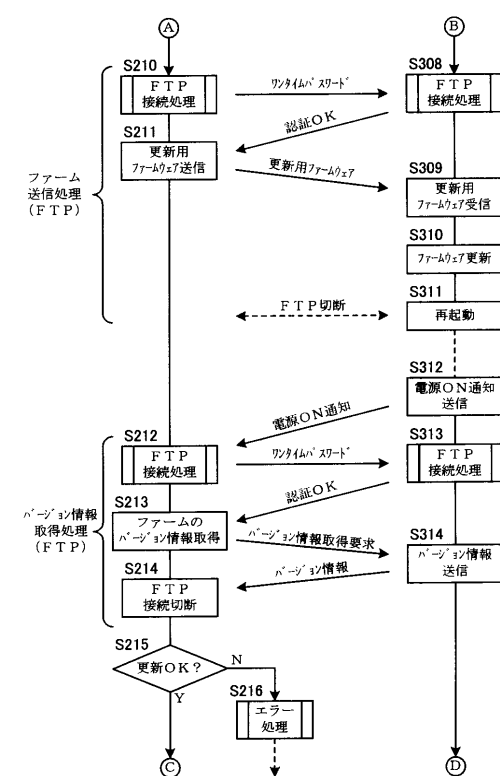 A
B
S210
FTP
接続処理
ワンタイムパスワード
S308
FTP
接続処理
認証OK
S211
更新用
ファームウェア送信
更新用ファームウェア
S309
更新用
ファームウェア受信
ファーム
送信処理
(FTP)
S310
ファームウェア更新
FTP切断
S311
再起動
S312
電源ON通知
送信
電源ON通知
S212
FTP
接続処理
ワンタイムパスワード
S313
FTP
接続処理
認証OK
S213
ファームの
バージョン情報取得
バージョン情報取得要求
S314
バージョン情報
送信
バージョン情報
取得処理
(FTP)
バージョン情報
S214
FTP
接続切断
S215
更新OK?
N
Y
S216
エラー
処理
C
D